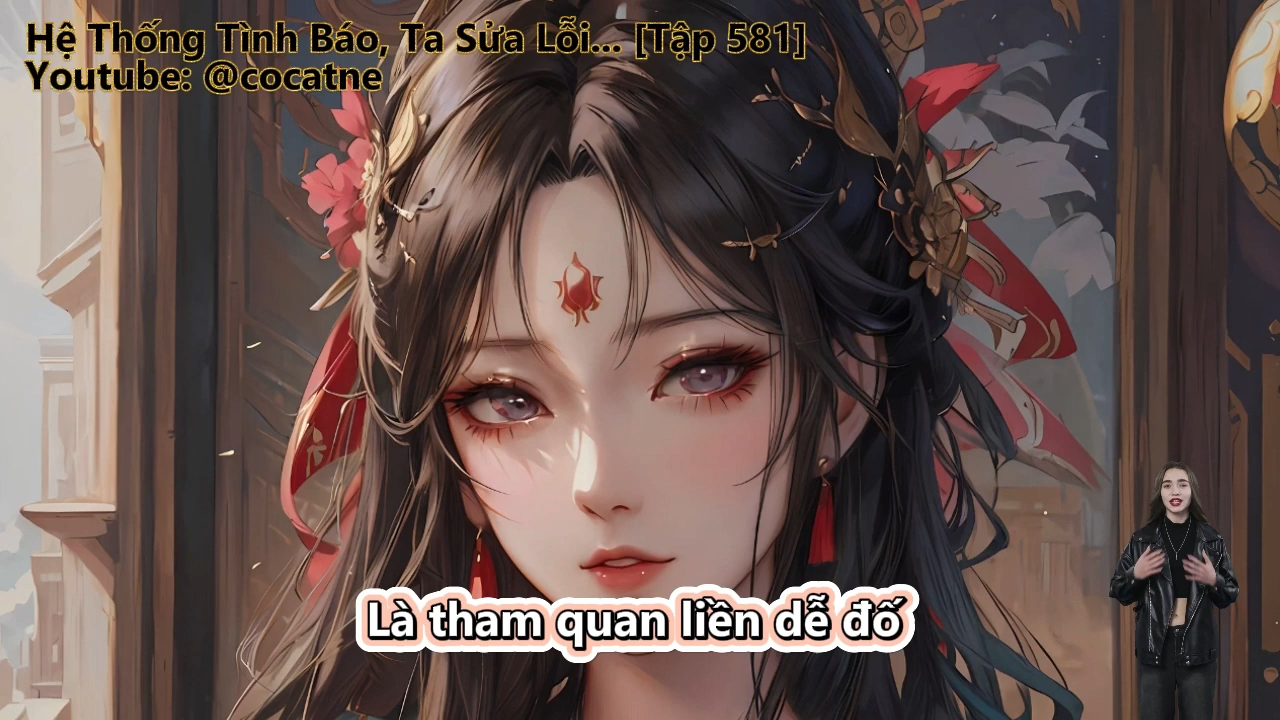 Hệ Thống Tình Báo, Ta Sửa Lỗi... [Tập 581]
Youtube: @cocatne
Là tham quan liền dễ đố